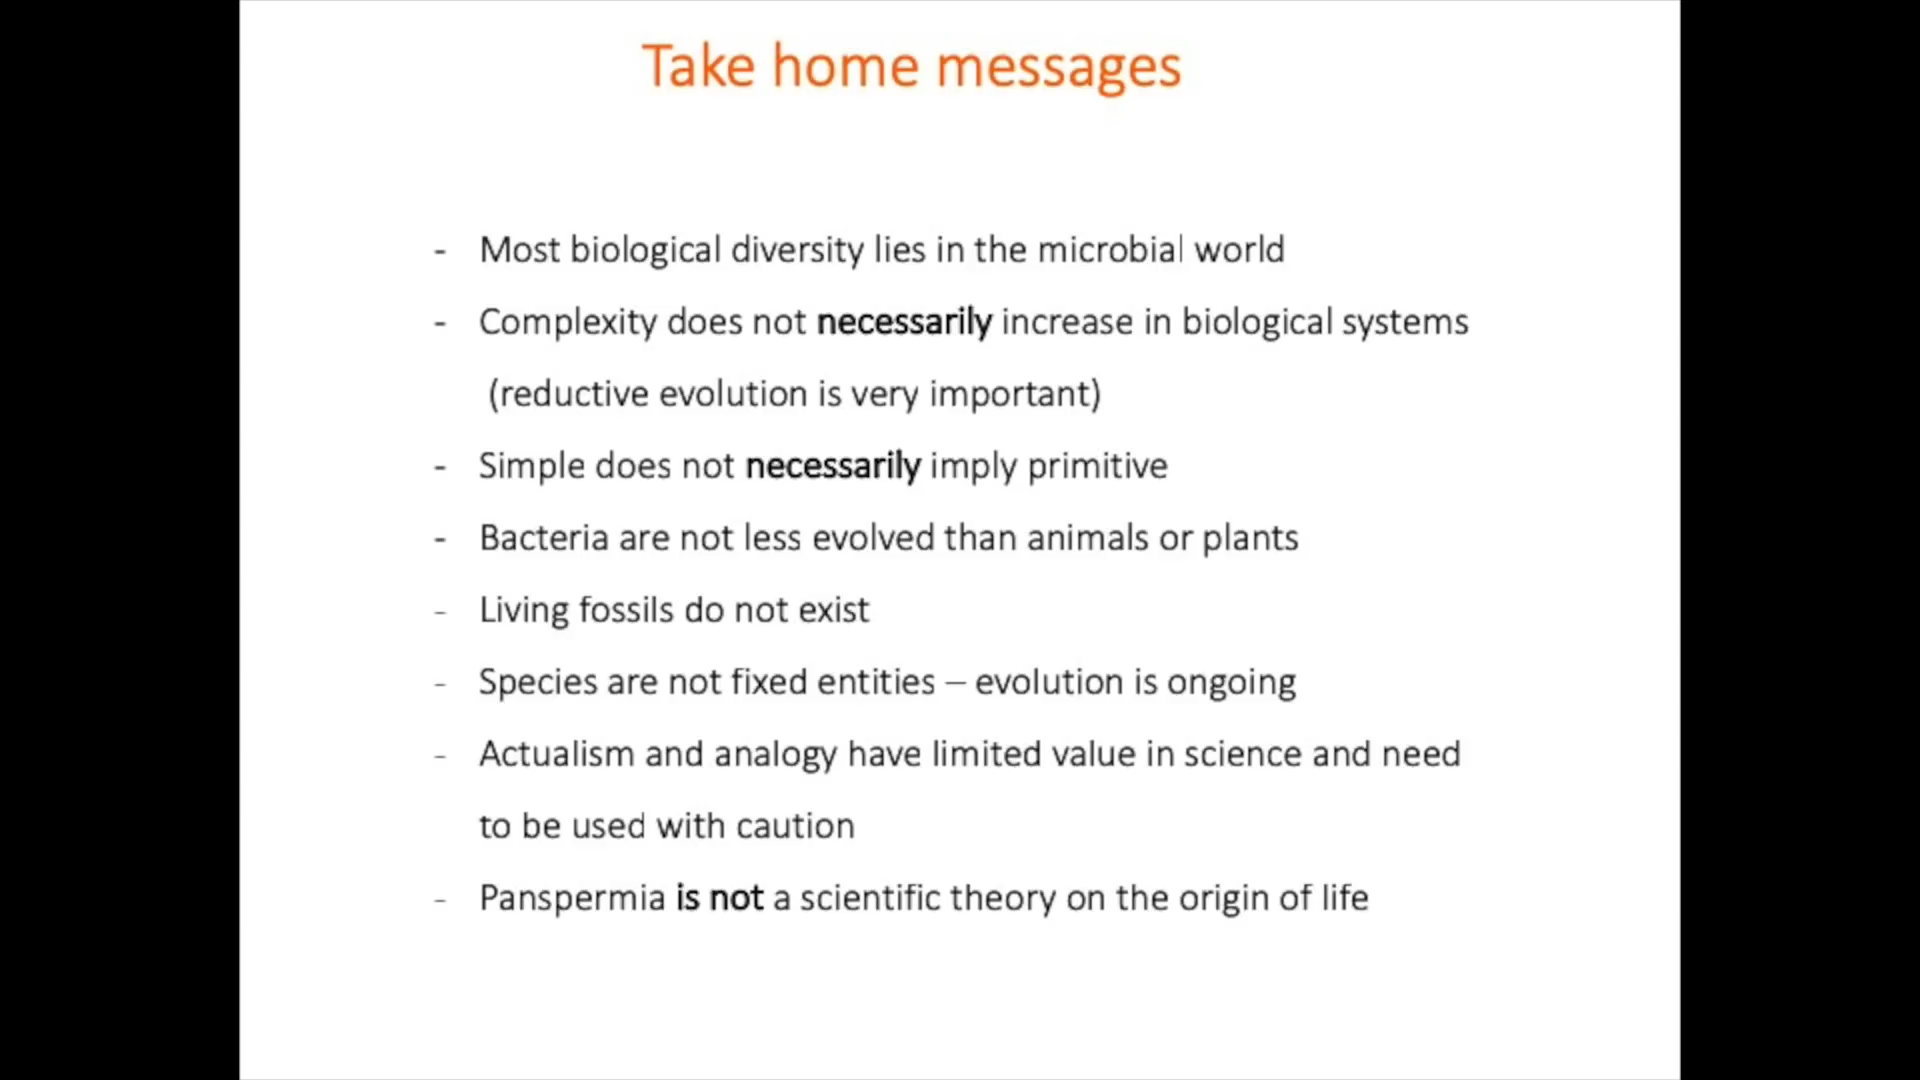 Take home messages
- Most biological diversity lies in the microbial world
- Complexity does not necessarily increase in biological systems
(reductive evolution is very important)
- Simple does not necessarily imply primitive
- Bacteria are not less evolved than animals or plants
- Living fossils do not exist
- Species are not fixed entities – evolution is ongoing
- Actualism and analogy have limited value in science and need
to be used with caution
- Panspermia is not a scientific theory on the origin of life